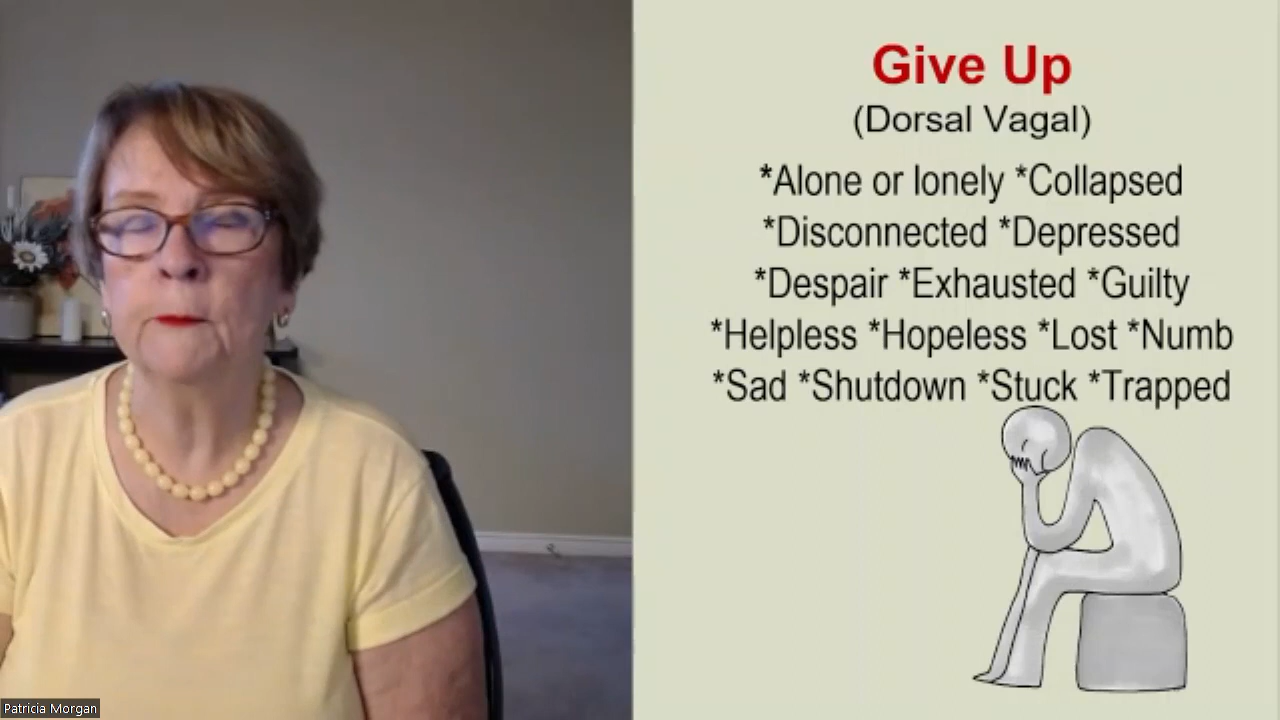 Give Up
(Dorsal Vagal)
*Alone or lonely *Collapsed
*Disconnected *Depressed
*Despair *Exhausted *Guilty
*Helpless *Hopeless *Lost *Numb
*Sad *Shutdown *Stuck *Trapped
Patricia Morgan